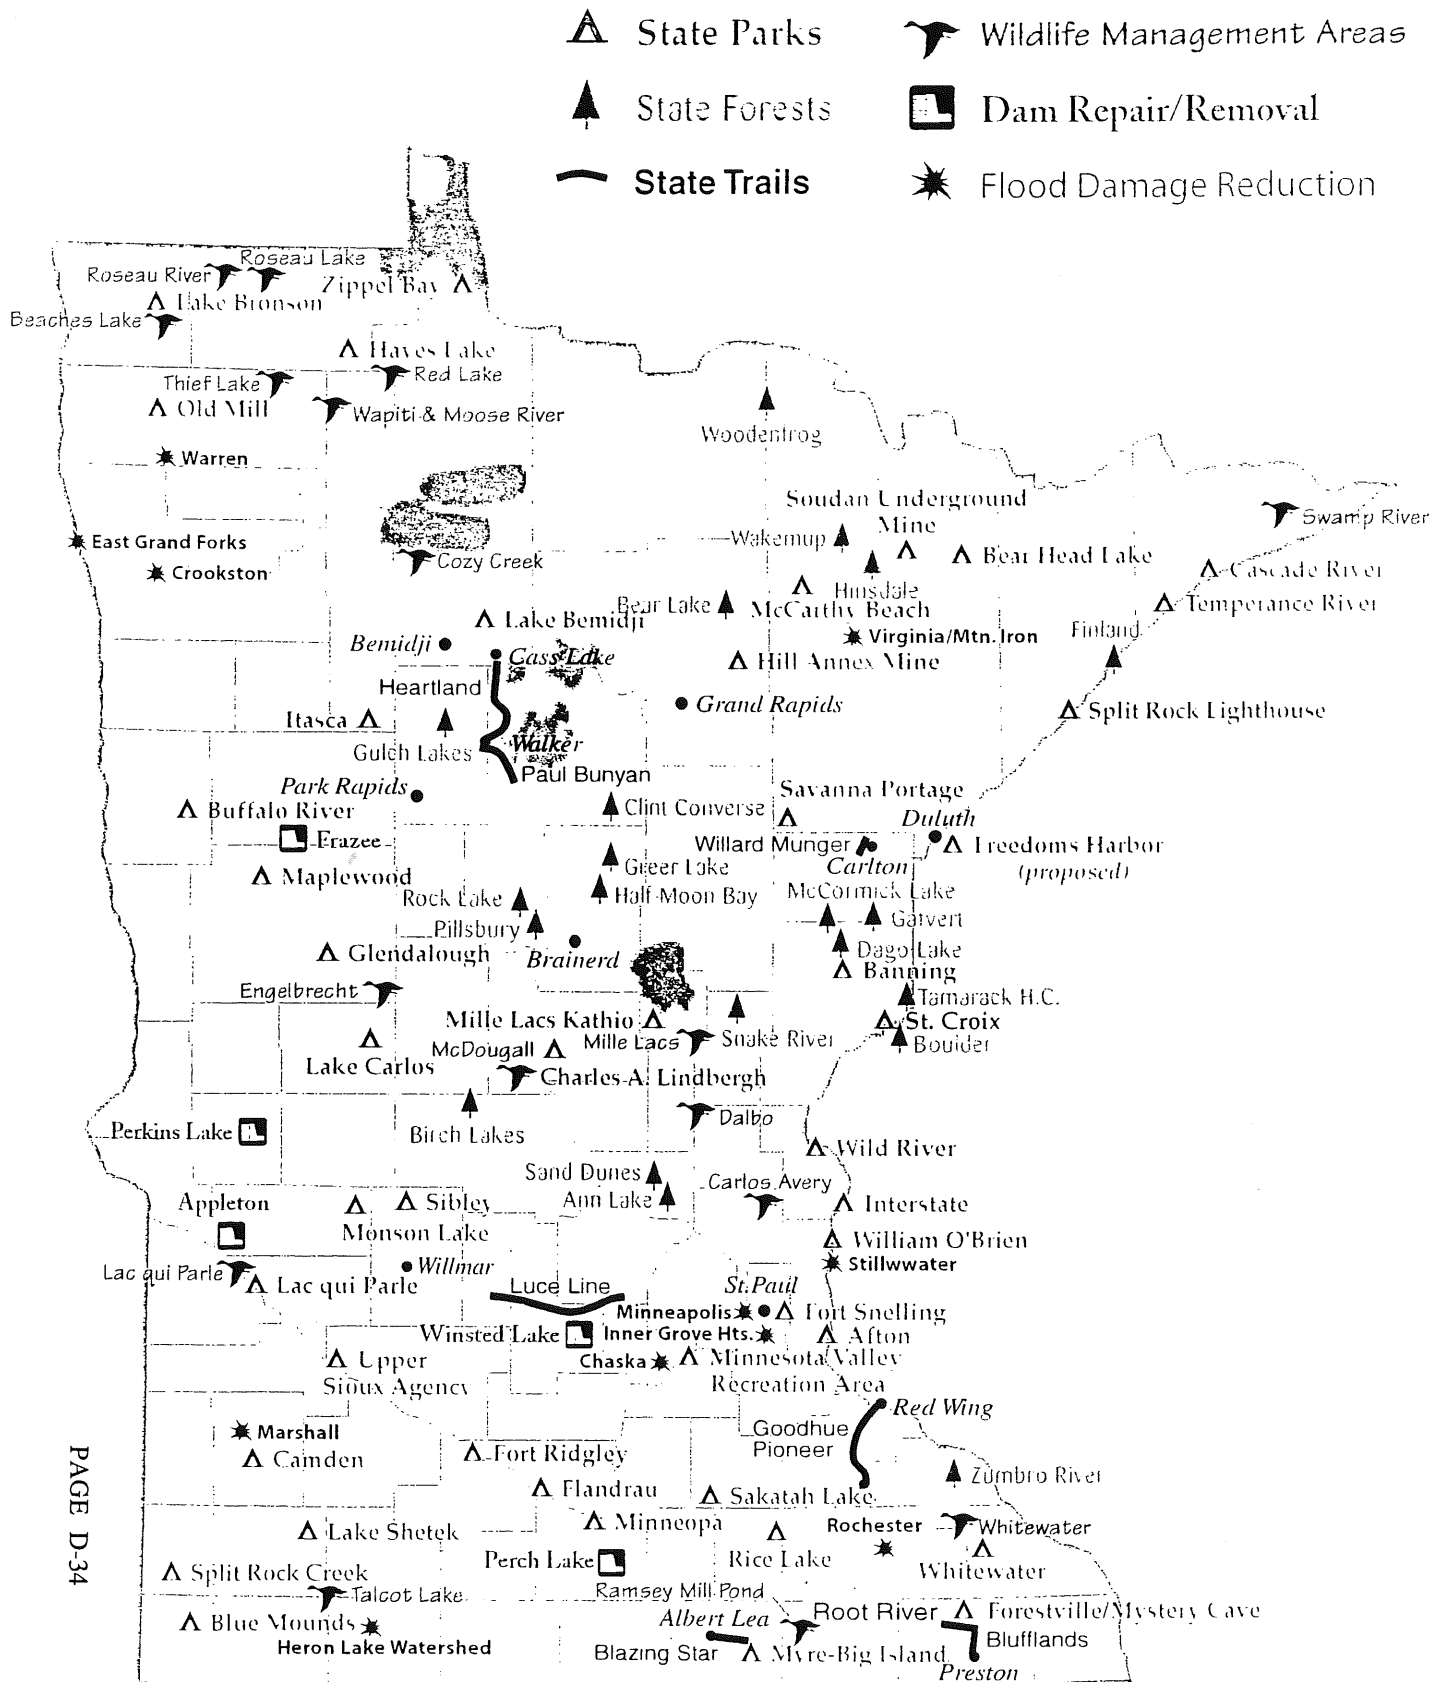 State Parks
Wildlife Management Areas
State Forests
Dam Repair/Removal
State Trails
Flood Damage Reduction
Roseau Lake
Roseau River
Zippel Bay
Lake Bronson
Beaches Lake
Hayes Lake
Thief Lake
Red Lake
Old Mill
Wapiti & Moose River
Woodenfrog
Warren
Soudan Underground
Mine
Swamp River
Wakemup
East Grand Forks
Bear Head Lake
Cozy Creek
Crookston
Cascade River
Hinsdale
Bear Lake
McCarthy Beach
Temperance River
Lake Bemidji
Finland
Virginia/Mtn. Iron
Bemidji
Cass Lake
Hill Annex Mine
Heartland
Grand Rapids
Split Rock Lighthouse
Itasca
Gulch Lakes
Walker
Paul Bunyan
Park Rapids
Savanna Portage
Buffalo River
Clint Converse
Duluth
Frazee
Willard Munger
Freedoms Harbor
(proposed)
Carlton
Greer Lake
Maplewood
Half-Moon Bay
McCormick Lake
Rock Lake
Gafvert
Pillsbury
Glendalough
Brainerd
Dago Lake
Banning
Engelbrecht
Tamarack H.C.
Mille Lacs Kathio
St. Croix
Mille Lacs
Snake River
Boulder
McDougall
Lake Carlos
Charles A. Lindbergh
Dalbo
Perkins Lake
Birch Lakes
Wild River
Sand Dunes
Carlos Avery
Ann Lake
Appleton
Sibley
Interstate
Monson Lake
William O'Brien
Stillwwater
Lac qui Parle
Willmar
Lac qui Parle
Luce Line
St. Paul
Minneapolis
Fort Snelling
Winsted Lake
Inner Grove Hts.
Afton
Chaska
Minnesota Valley
Recreation Area
Upper
Sioux Agency
Red Wing
Goodhue
Pioneer
Marshall
Camden
Fort Ridgley
Zumbro River
Flandrau
Sakatah Lake
PAGE D-34
Lake Shetek
Minneopa
Rochester
Whitewater
Perch Lake
Rice Lake
Whitewater
Split Rock Creek
Talcot Lake
Ramsey Mill Pond
Blue Mounds
Albert Lea
Root River
Forestville/Mystery Cave
Heron Lake Watershed
Blazing Star
Myre-Big Island
Blufflands
Preston